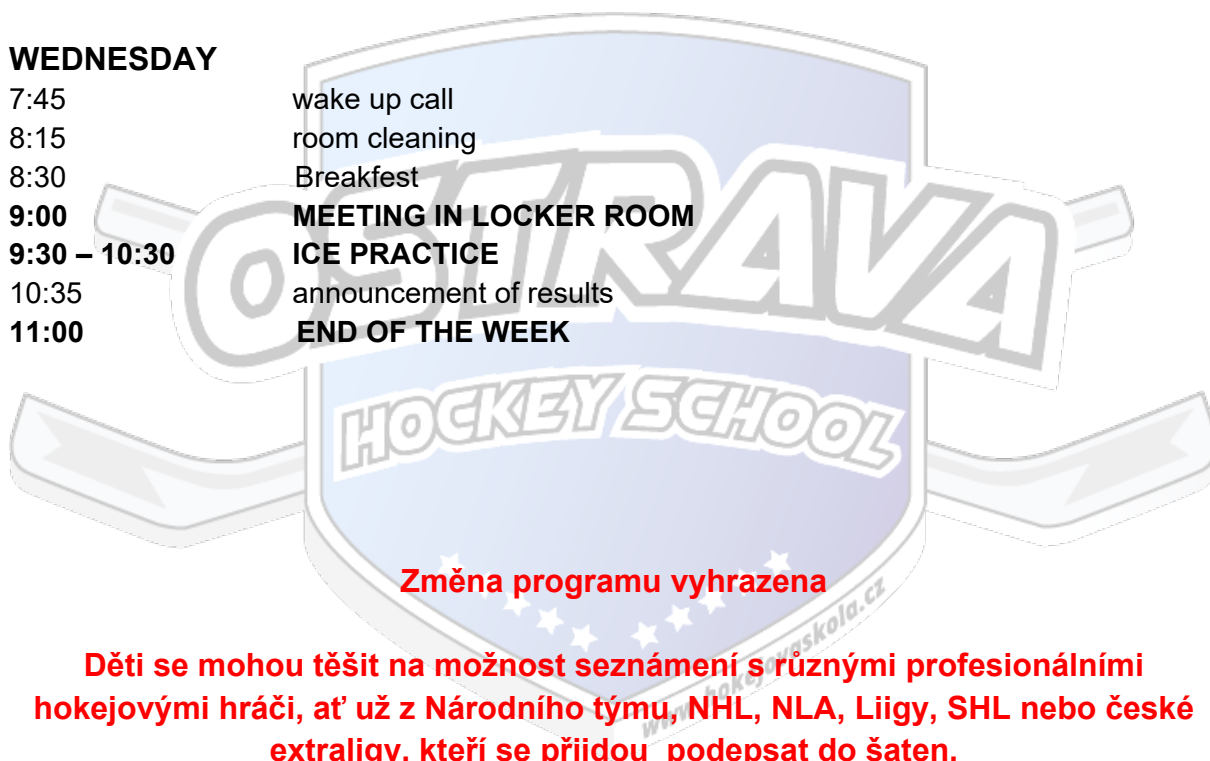 WEDNESDAY
7:45 wake up call
8:15 room cleaning
8:30 Breakfest
9:00 MEETING IN LOCKER ROOM
9:30 – 10:30 ICE PRACTICE
10:35 announcement of results
11:00 END OF THE WEEK
OSTRAVA
HOCKEY SCHOOL
Změna programu vyhrazena
www.hokejovaskola.cz
Děti se mohou těšit na možnost seznámení s různými profesionálními
hokejovými hráči, ať už z Národního týmu, NHL, NLA, Liigy, SHL nebo české
extraligy, kteří se přijdou podepsat do šaten.